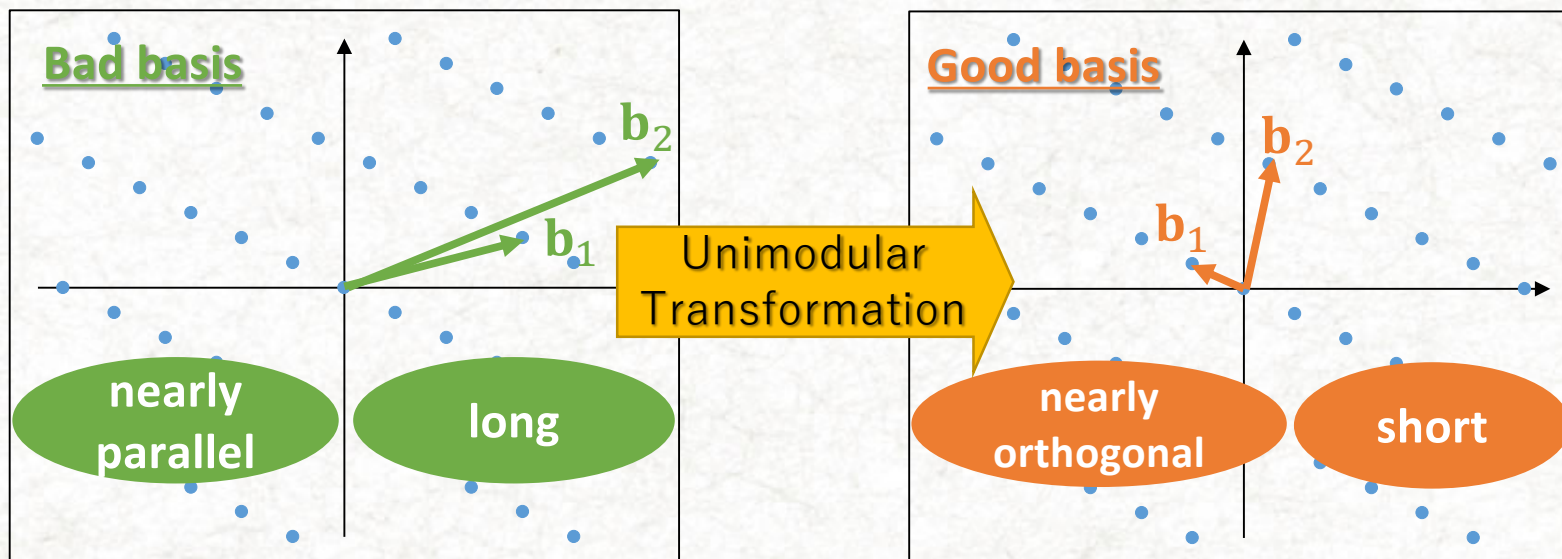 Bad basis
𝐛₂
𝐛₁
nearly
parallel
long
Unimodular
Transformation
Good basis
𝐛₂
𝐛₁
nearly
orthogonal
short